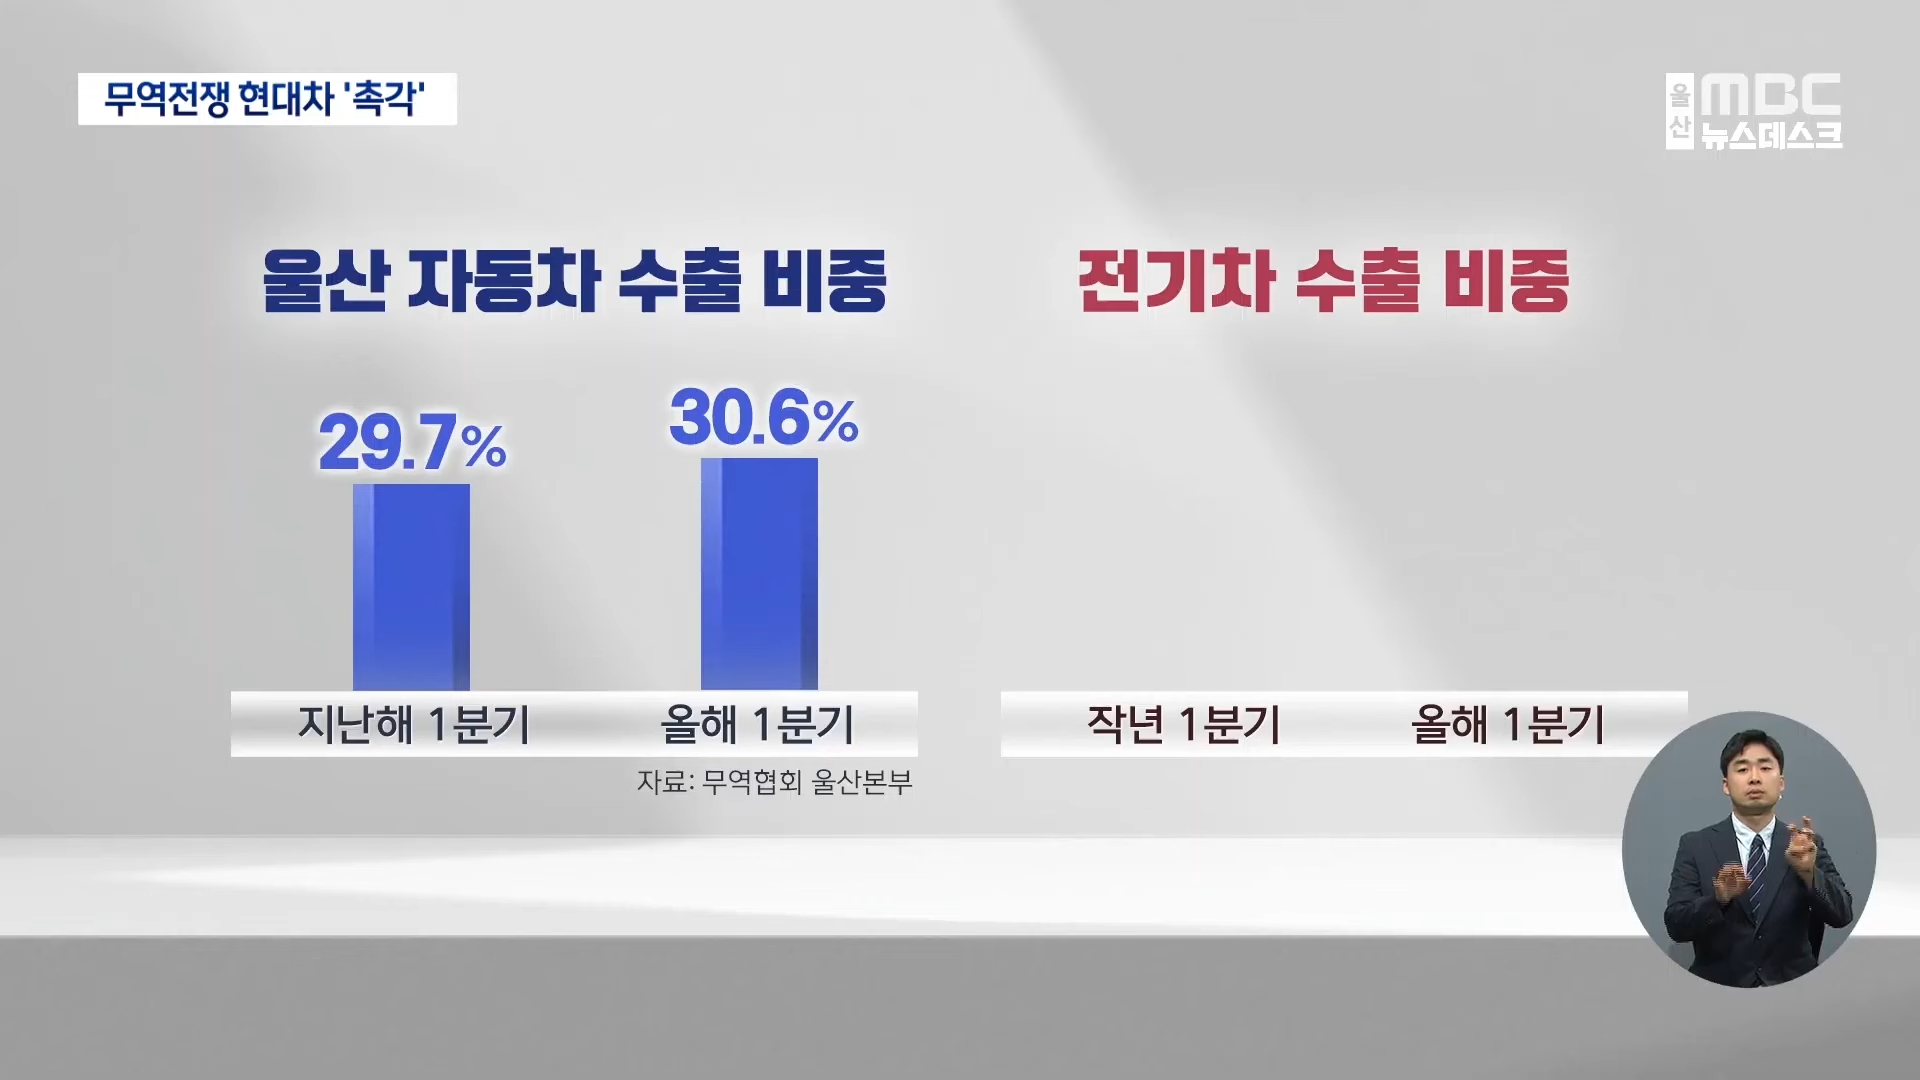 무역전쟁 현대차 '촉각'
울산
MBC
뉴스데스크
울산 자동차 수출 비중
29.7%
30.6%
지난해 1분기
올해 1분기
자료: 무역협회 울산본부
전기차 수출 비중
작년 1분기
올해 1분기